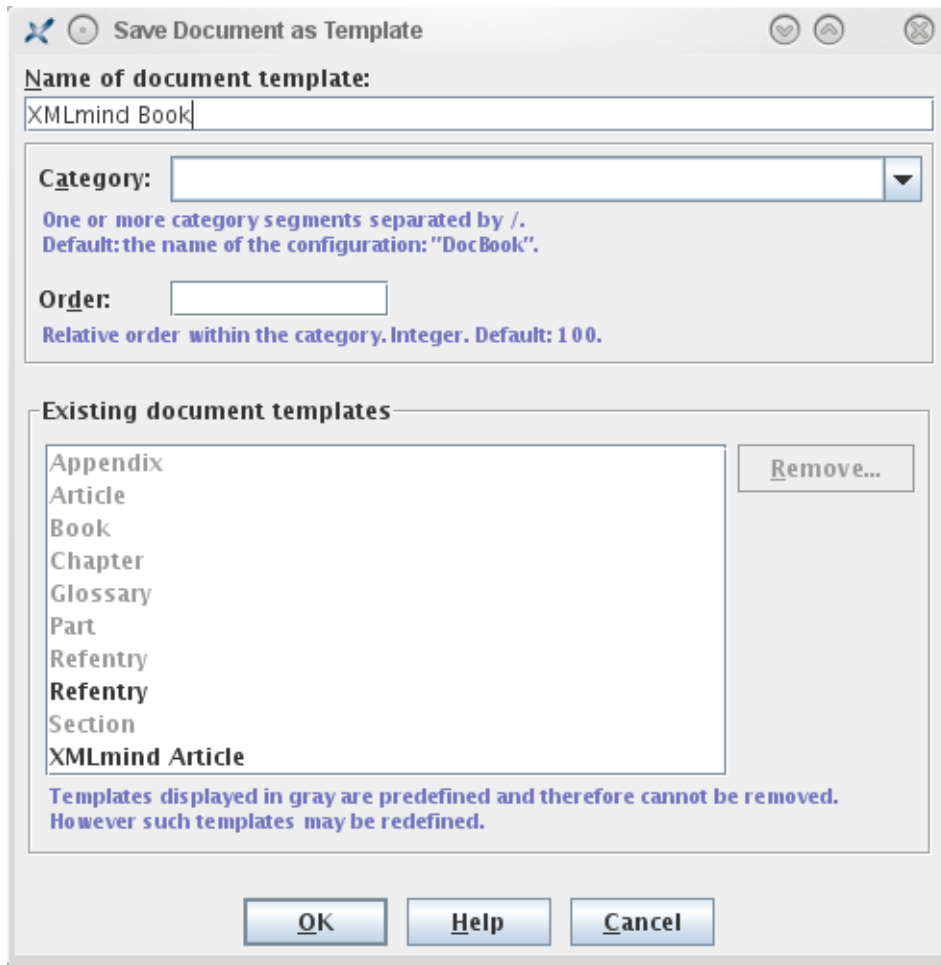 Save Document as Template
Name of document template:
XMLmind Book
Category:
One or more category segments separated by /.
Default: the name of the configuration: "DocBook".
Order:
Relative order within the category. Integer. Default: 100.
Existing document templates
Appendix
Remove...
Article
Book
Chapter
Glossary
Part
Refentry
Refentry
Section
XMLmind Article
Templates displayed in gray are predefined and therefore cannot be removed.
However such templates may be redefined.
OK Help Cancel